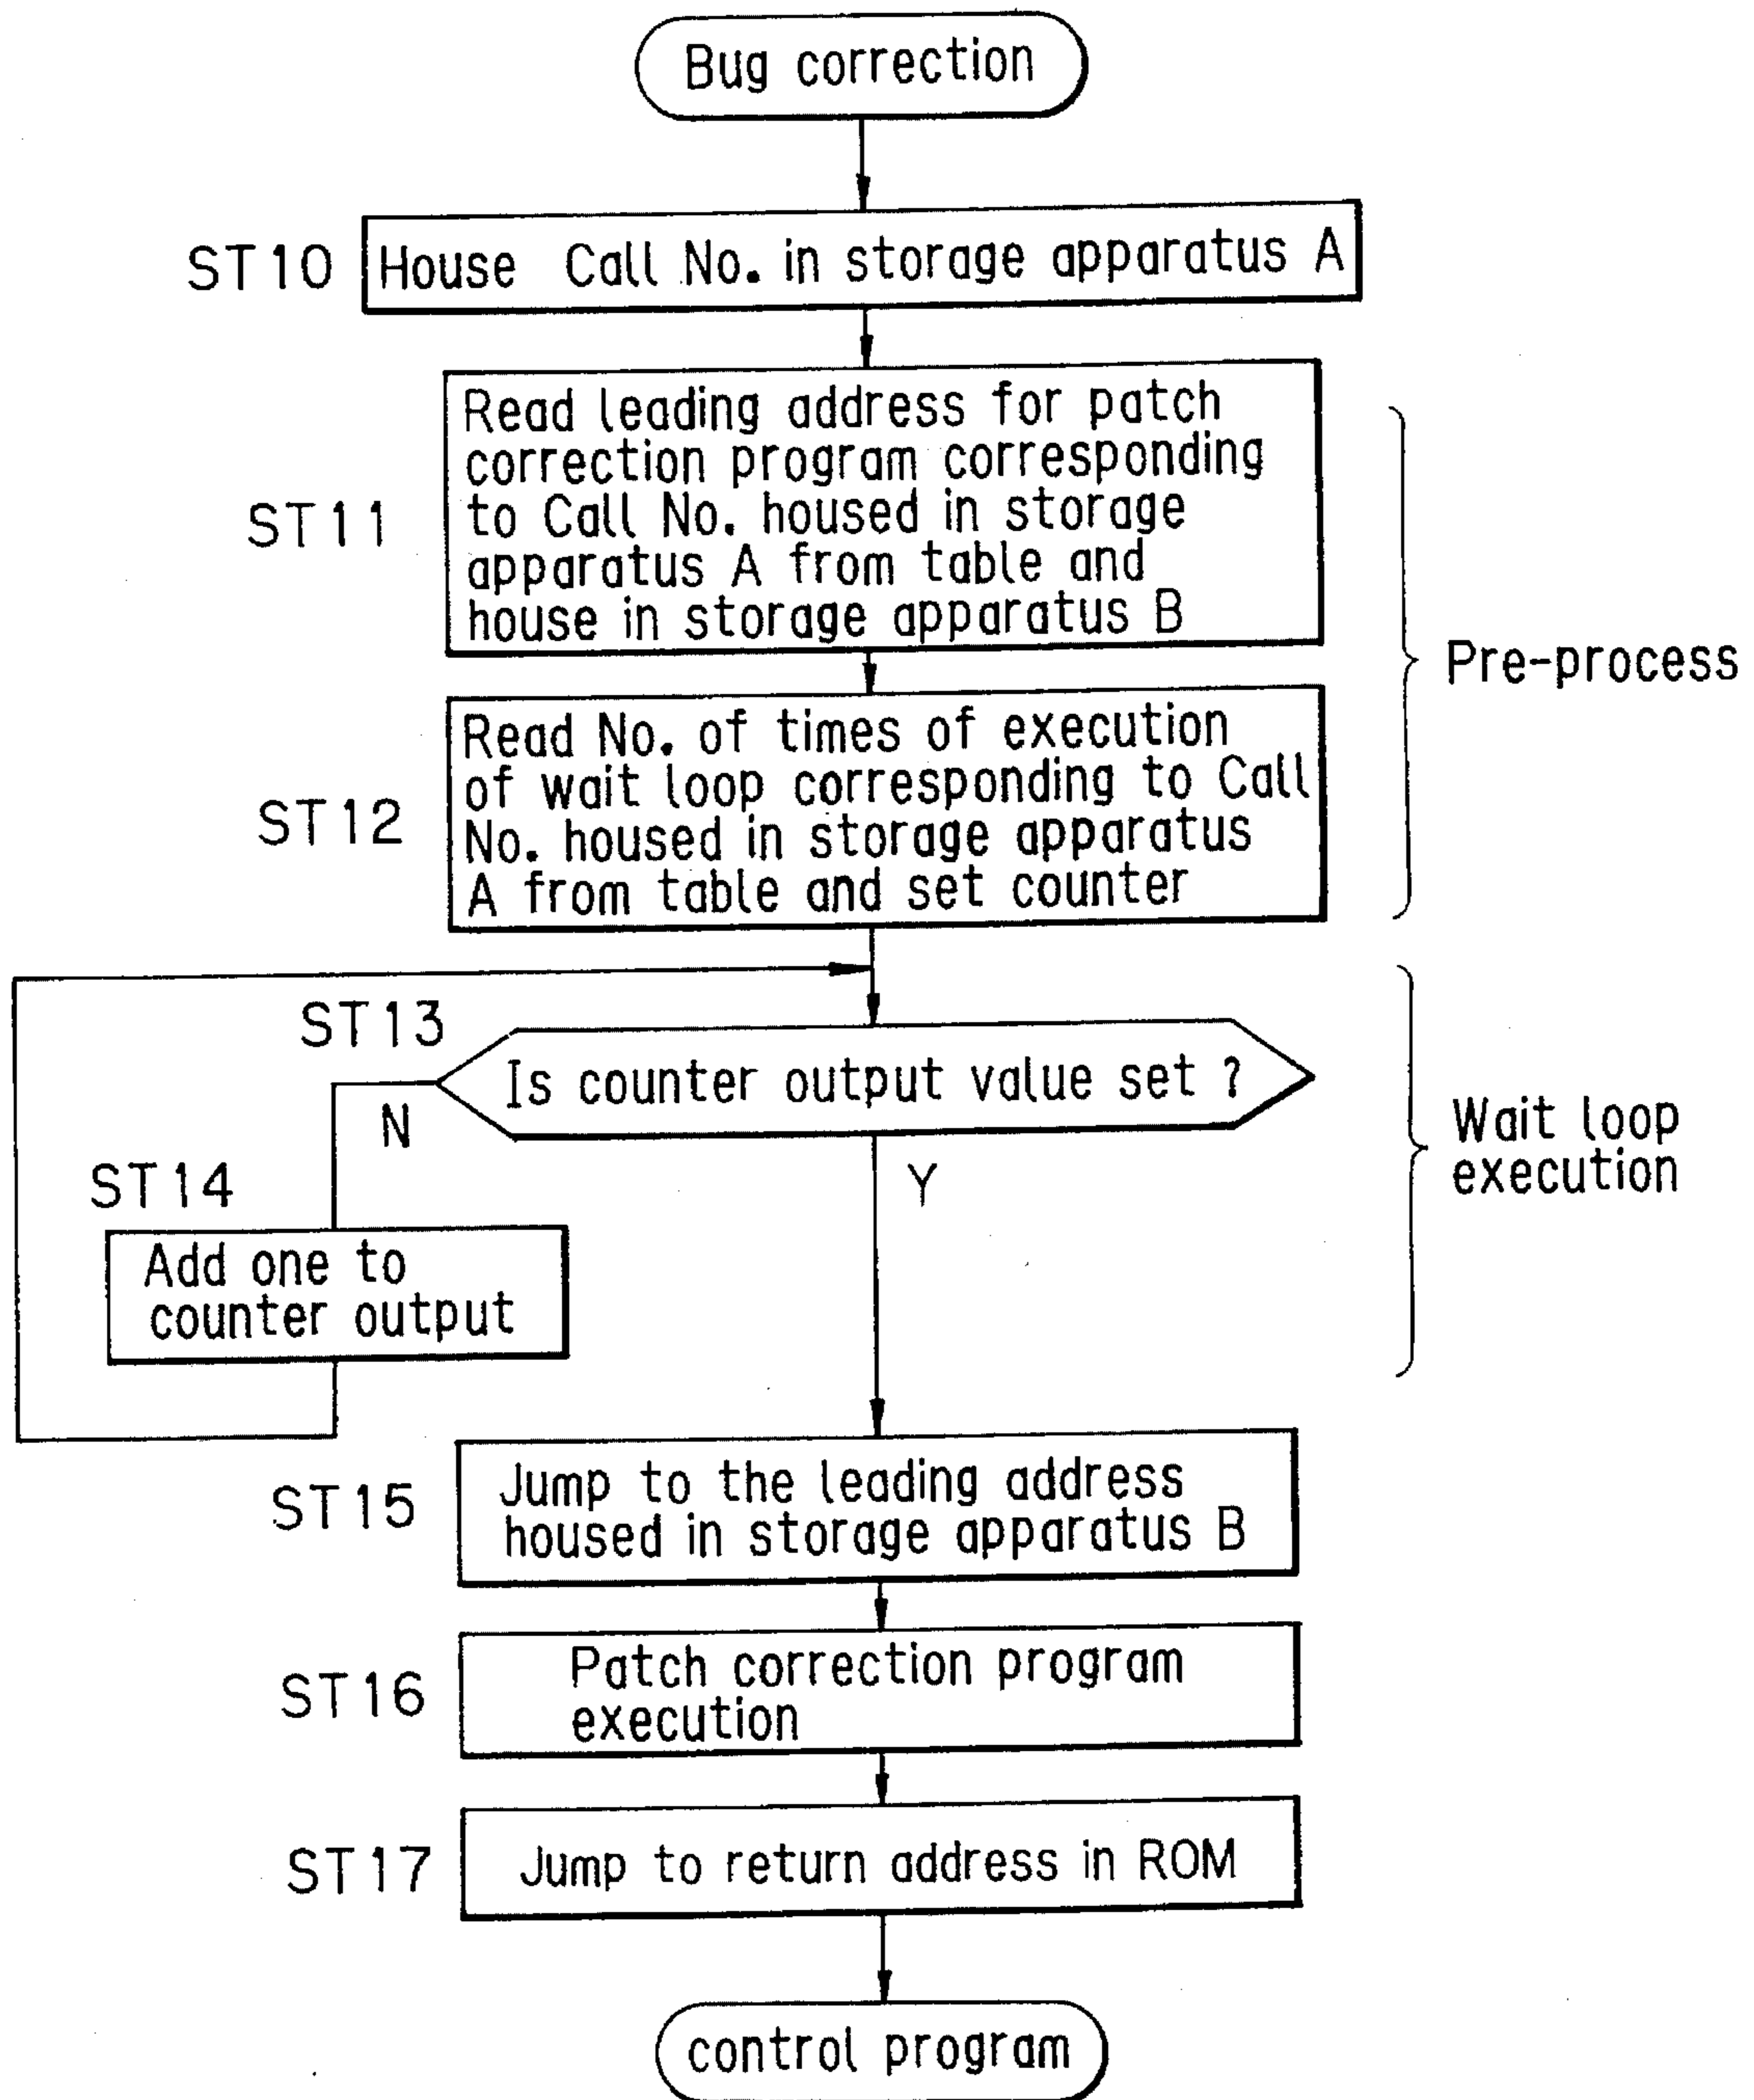 Bug correction
ST10
House Call No. in storage apparatus A
ST11
Read leading address for patch
correction program corresponding
to Call No. housed in storage
apparatus A from table and
house in storage apparatus B
Pre-process
ST12
Read No. of times of execution
of wait loop corresponding to Call
No. housed in storage apparatus
A from table and set counter
ST13
Is counter output value set ?
N
Y
Wait loop
execution
ST14
Add one to
counter output
ST15
Jump to the leading address
housed in storage apparatus B
ST16
Patch correction program
execution
ST17
Jump to return address in ROM
control program